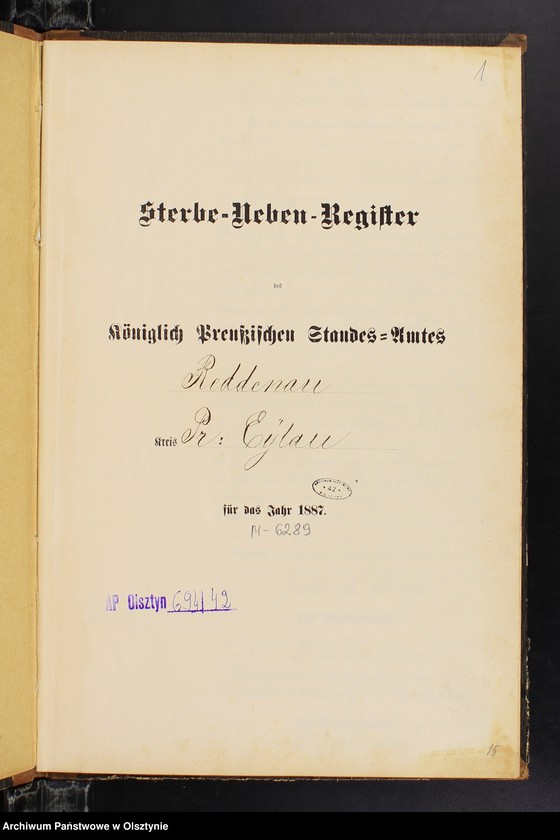 1
Sterbe-Neben-Register
des
Königlich Preußischen Standes=Amtes
Reddenau
Kreis Pr: Eylau
42
für das Jahr 1887.
M-6289
AP Olsztyn 694/42
15
Archiwum Państwowe w Olsztynie